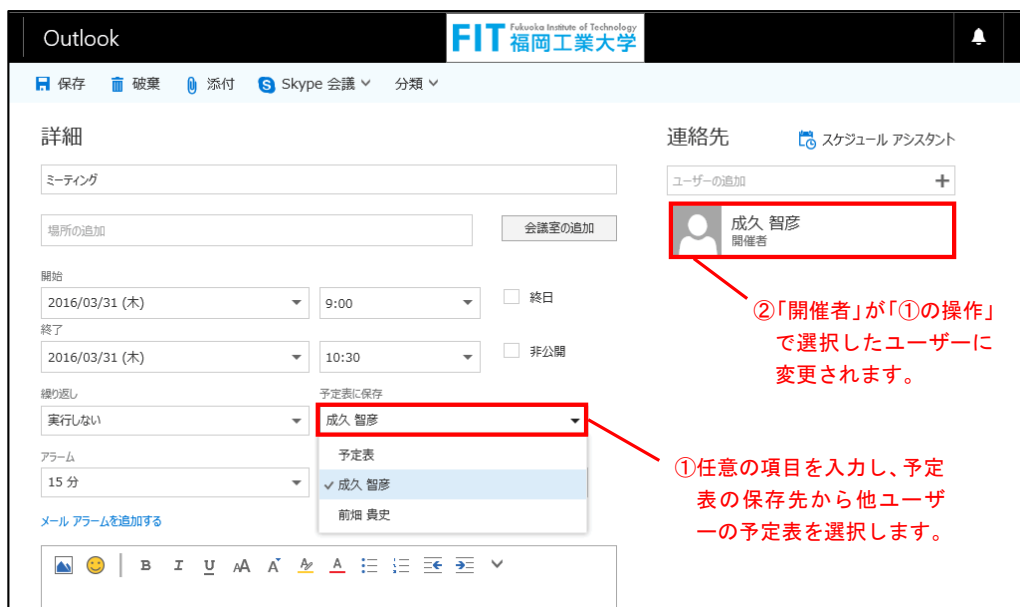 Outlook
FIT Fukuoka Institute of Technology
福岡工業大学
保存 破棄 添付 Skype 会議 分類
詳細
ミーティング
場所の追加 会議室の追加
開始
2016/03/31 (木) 9:00 終日
終了
2016/03/31 (木) 10:30 非公開
繰り返し 予定表に保存
実行しない 成久 智彦
アラーム 予定表
15 分 成久 智彦
前畑 貴史
メール アラームを追加する
B I U AA A A A
連絡先 スケジュール アシスタント
ユーザーの追加
成久 智彦
開催者
②「開催者」が「①の操作」
で選択したユーザーに
変更されます。
①任意の項目を入力し、予定
表の保存先から他ユーザ
ーの予定表を選択します。